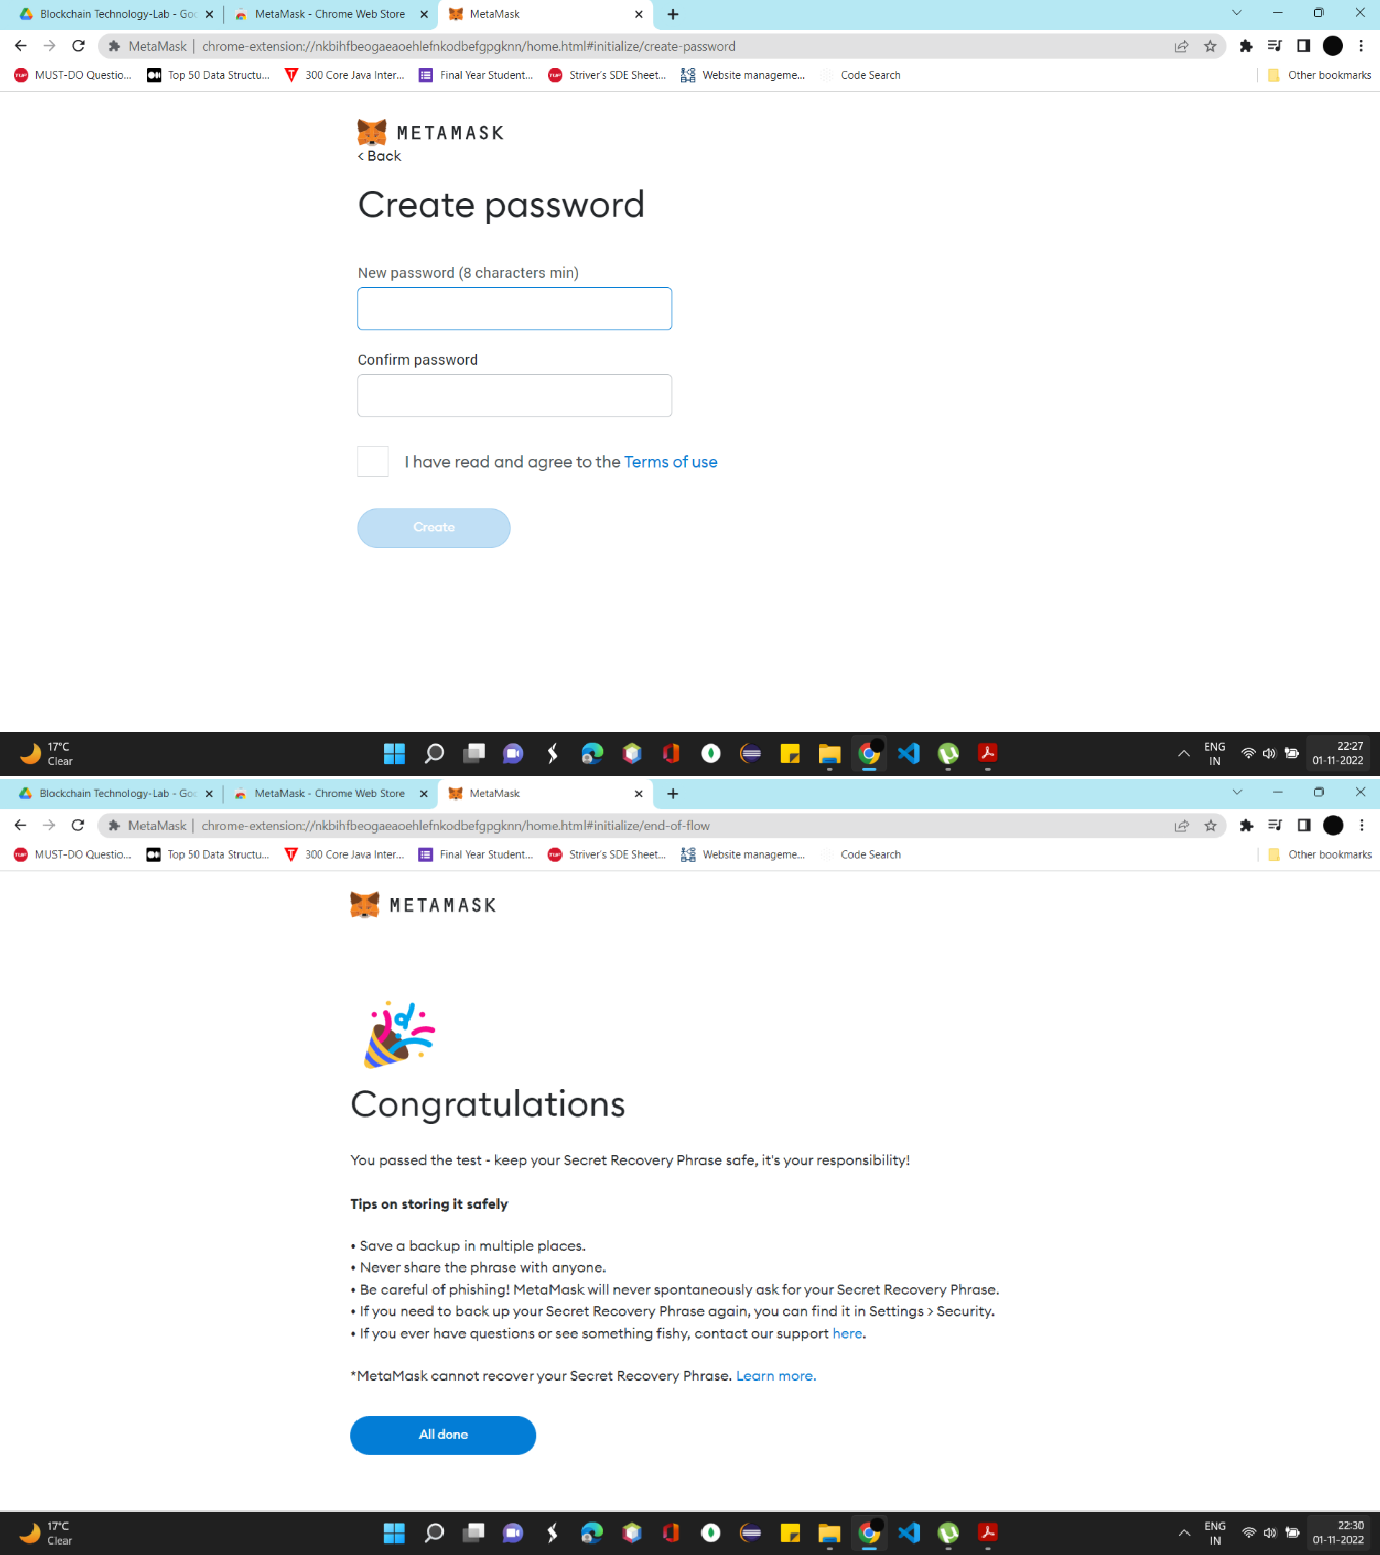 Blockchain Technology-Lab - Goo
MetaMask - Chrome Web Store
MetaMask
MetaMask | chrome-extension://nkbihfbeogaeaoehlefnkodbefgpgknn/home.html#initialize/create-password
MUST-DO Questio...
Top 50 Data Structu...
300 Core Java Inter...
Final Year Student...
Striver's SDE Sheet...
Website manageme...
Code Search
Other bookmarks
METAMASK
< Back
Create password
New password (8 characters min)
Confirm password
I have read and agree to the Terms of use
Create
17°C
Clear
ENG
IN
22:27
01-11-2022
Blockchain Technology-Lab - Goo
MetaMask - Chrome Web Store
MetaMask
MetaMask | chrome-extension://nkbihfbeogaeaoehlefnkodbefgpgknn/home.html#initialize/end-of-flow
MUST-DO Questio...
Top 50 Data Structu...
300 Core Java Inter...
Final Year Student...
Striver's SDE Sheet...
Website manageme...
Code Search
Other bookmarks
METAMASK
Congratulations
You passed the test - keep your Secret Recovery Phrase safe, it's your responsibility!
Tips on storing it safely
• Save a backup in multiple places.
• Never share the phrase with anyone.
• Be careful of phishing! MetaMask will never spontaneously ask for your Secret Recovery Phrase.
• If you need to back up your Secret Recovery Phrase again, you can find it in Settings > Security.
• If you ever have questions or see something fishy, contact our support here.
*MetaMask cannot recover your Secret Recovery Phrase. Learn more.
All done
17°C
Clear
ENG
IN
22:30
01-11-2022